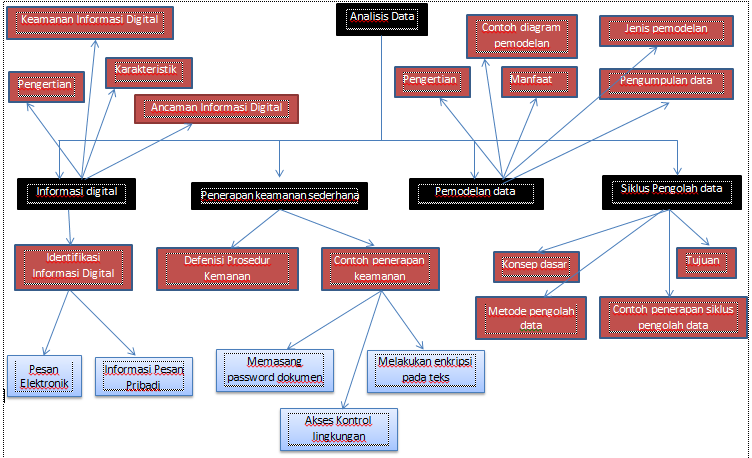 Keamanan Informasi Digital
Analisis Data
Contoh diagram
pemodelan
Jenis pemodelan
Pengertian
Karakteristik
Pengertian
Manfaat
Pengumpulan data
Ancaman Informasi Digital
Informasi digital
Penerapan keamanan sederhana
Pemodelan data
Siklus Pengolah data
Identifikasi
Informasi Digital
Defenisi Prosedur
Kemanan
Contoh penerapan
keamanan
Konsep dasar
Tujuan
Metode pengolah
data
Contoh penerapan siklus
pengolah data
Pesan
Elektronik
Informasi Pesan
Pribadi
Memasang
password dokumen
Melakukan enkripsi
pada teks
Akses Kontrol
lingkungan